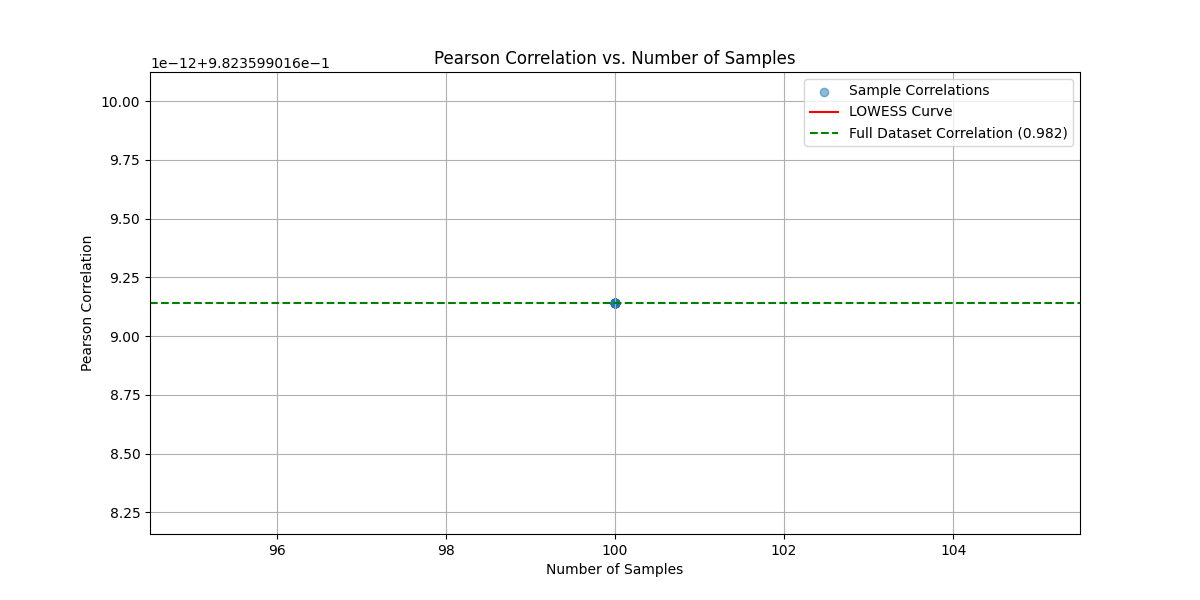 Pearson Correlation vs. Number of Samples
1e−12+9.823599016e−1
Sample Correlations
LOWESS Curve
Full Dataset Correlation (0.982)
Pearson Correlation
10.00
9.75
9.50
9.25
9.00
8.75
8.50
8.25
96 98 100 102 104
Number of Samples